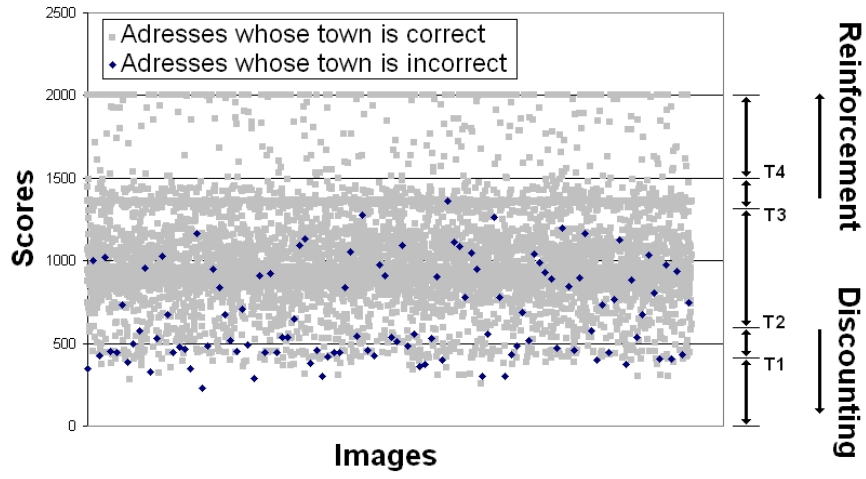 2500
2000
1500
1000
500
0
Scores
Images
Adresses whose town is correct
Adresses whose town is incorrect
T4
T3
T2
T1
Reinforcement
Discounting